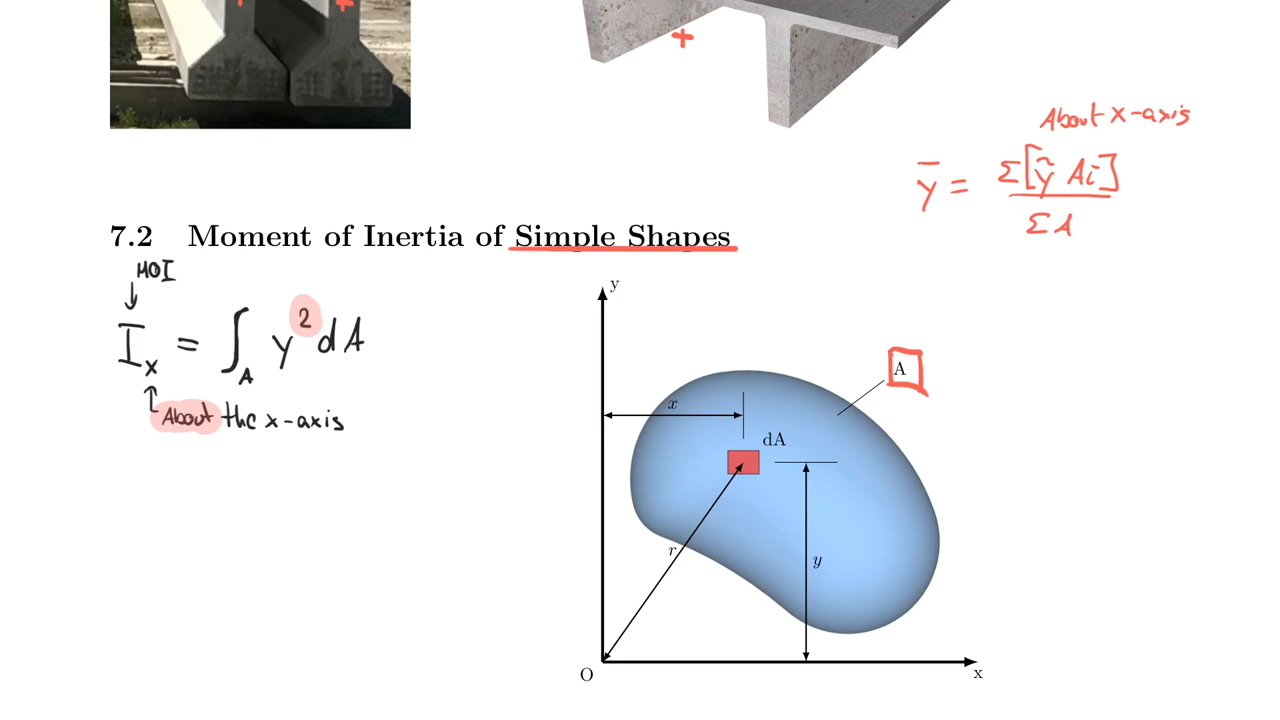 About x-axis
y̅ = Σ[ỹ Ai] / ΣA
7.2 Moment of Inertia of Simple Shapes
MOI
Iₓ = ∫_A y² dA
About the x-axis
y
A
x
dA
r
y
O
x